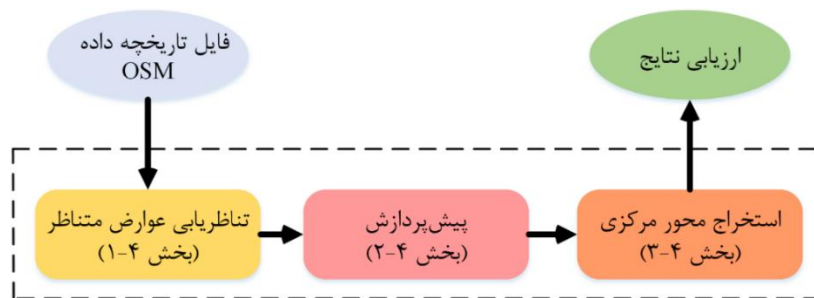 فایل تاریخچه داده
OSM
ارزیابی نتایج
تناظریابی عوارض متناظر
(بخش ۴-۱)
پیش‌پردازش
(بخش ۴-۲)
استخراج محور مرکزی
(بخش ۴-۳)